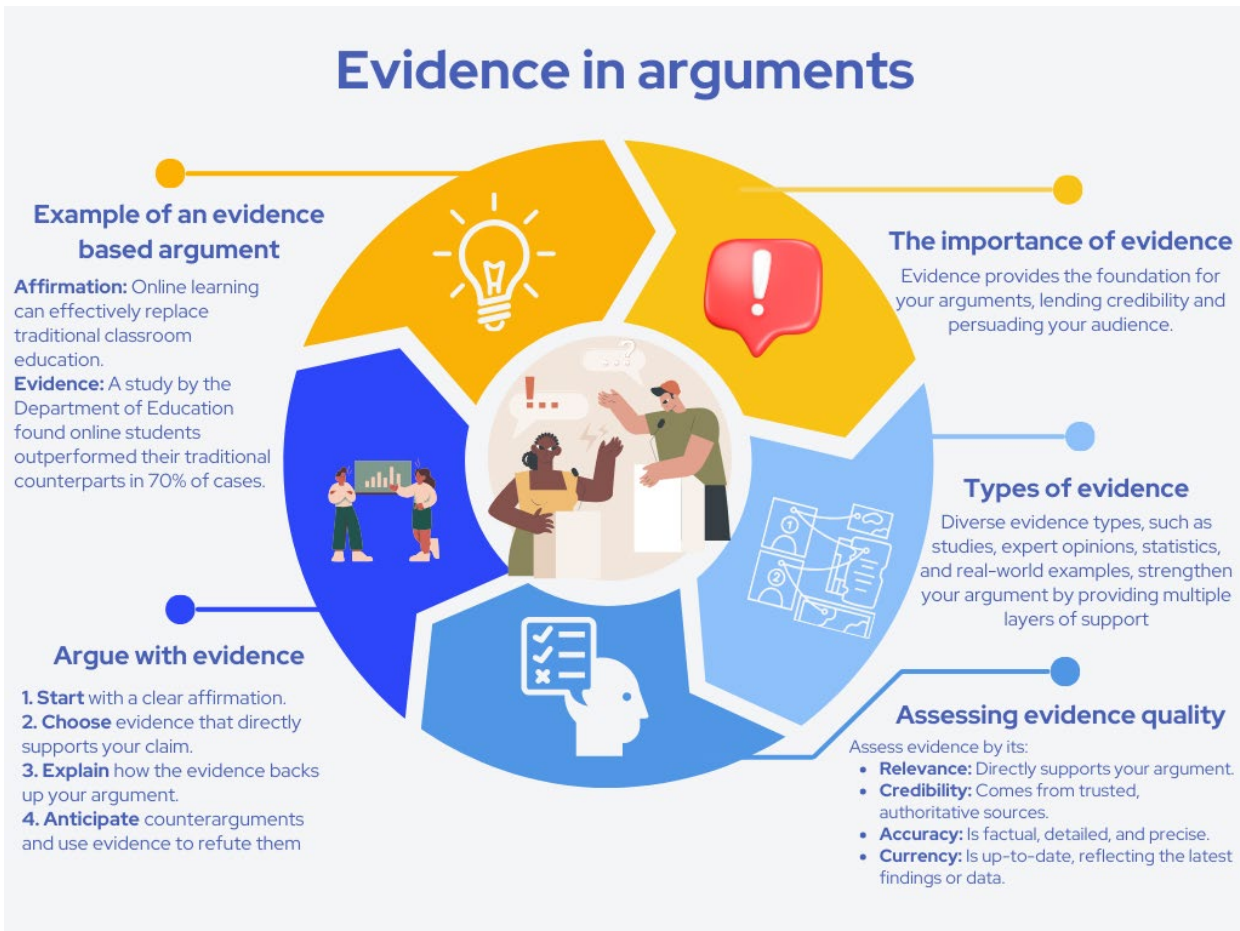 Evidence in arguments
Example of an evidence
based argument
Affirmation: Online learning
can effectively replace
traditional classroom
education.
Evidence: A study by the
Department of Education
found online students
outperformed their traditional
counterparts in 70% of cases.
The importance of evidence
Evidence provides the foundation for
your arguments, lending credibility and
persuading your audience.
!
...?
!...
1
2
Types of evidence
Diverse evidence types, such as
studies, expert opinions, statistics,
and real-world examples, strengthen
your argument by providing multiple
layers of support
Argue with evidence
1. Start with a clear affirmation.
2. Choose evidence that directly
supports your claim.
3. Explain how the evidence backs
up your argument.
4. Anticipate counterarguments
and use evidence to refute them
Assessing evidence quality
Assess evidence by its:
• Relevance: Directly supports your argument.
• Credibility: Comes from trusted,
authoritative sources.
• Accuracy: Is factual, detailed, and precise.
• Currency: Is up-to-date, reflecting the latest
findings or data.